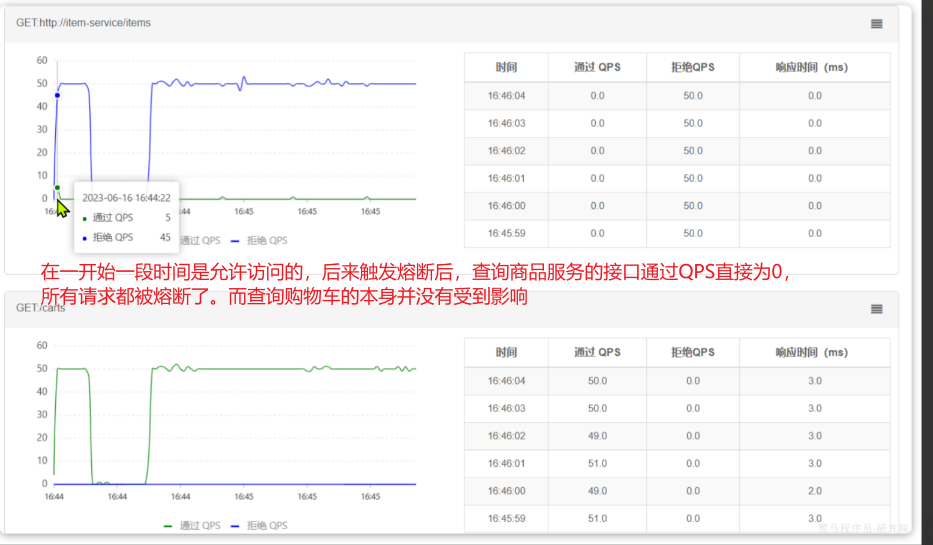 GET:http://item-service/items
60
50
40
30
20
10
0
16:44
16:45
16:45
16:45
2023-06-16 16:44:22
通过 QPS 5
拒绝 QPS 45
通过 QPS 拒绝 QPS
时间 通过 QPS 拒绝QPS 响应时间（ms）
16:46:04 0.0 50.0 0.0
16:46:03 0.0 50.0 0.0
16:46:02 0.0 50.0 0.0
16:46:01 0.0 50.0 0.0
16:46:00 0.0 50.0 0.0
16:45:59 0.0 50.0 0.0
在一开始一段时间是允许访问的，后来触发熔断后，查询商品服务的接口通过QPS直接为0，
所有请求都被熔断了。而查询购物车的本身并没有受到影响
GET:/carts
60
50
40
30
20
10
0
16:44 16:44 16:44 16:45 16:45 16:45
通过 QPS 拒绝 QPS
时间 通过 QPS 拒绝QPS 响应时间（ms）
16:46:04 50.0 0.0 3.0
16:46:03 50.0 0.0 3.0
16:46:02 49.0 0.0 3.0
16:46:01 51.0 0.0 3.0
16:46:00 49.0 0.0 2.0
16:45:59 51.0 0.0 3.0
黑马程序员-研究院